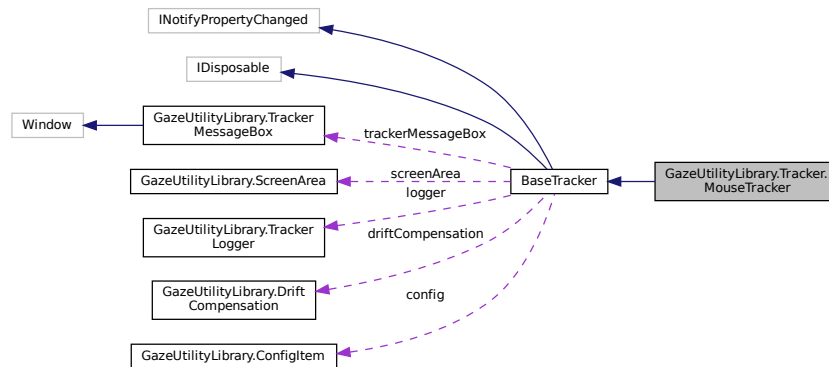 INotifyPropertyChanged
IDisposable
Window
GazeUtilityLibrary.Tracker
MessageBox
trackerMessageBox
GazeUtilityLibrary.ScreenArea
screenArea
BaseTracker
GazeUtilityLibrary.Tracker.
MouseTracker
logger
GazeUtilityLibrary.Tracker
Logger
driftCompensation
GazeUtilityLibrary.Drift
Compensation
config
GazeUtilityLibrary.ConfigItem